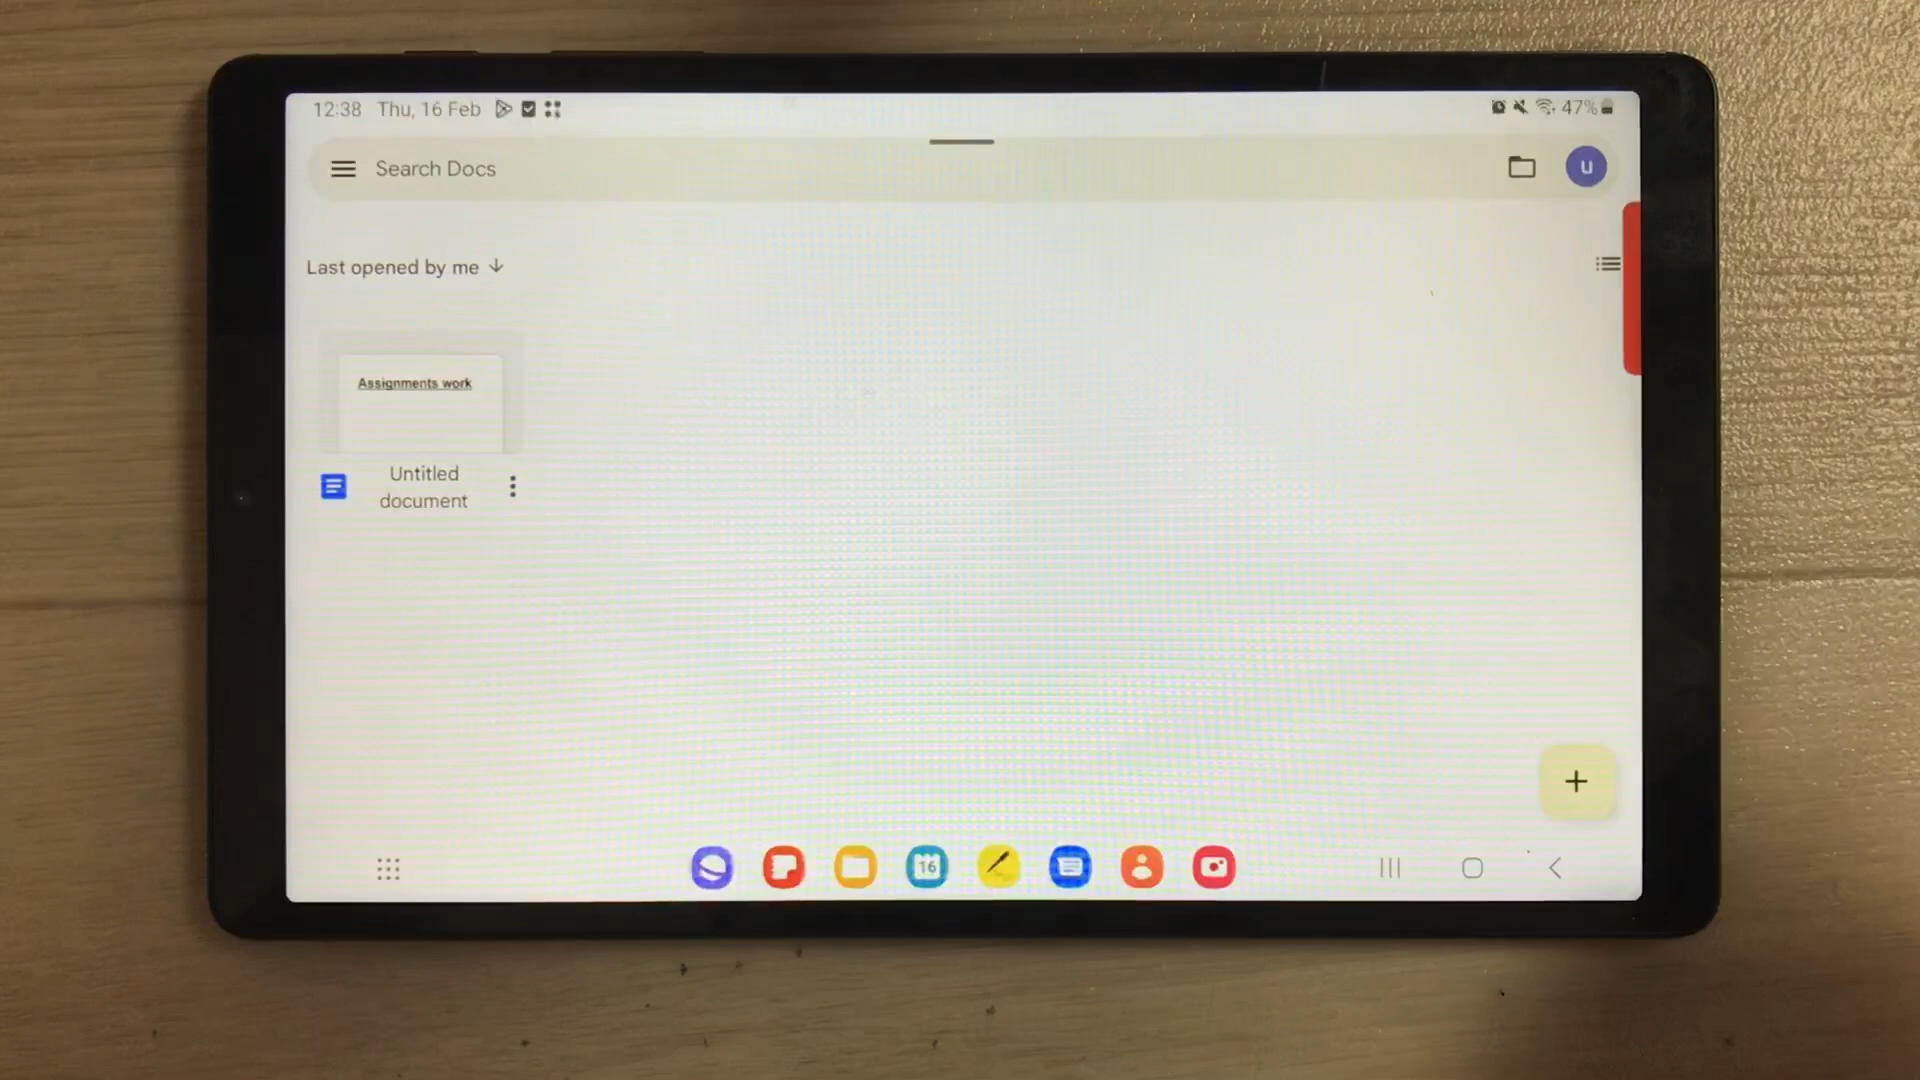 12:38 Thu, 16 Feb
47%
Search Docs
u
Last opened by me
Assignments work
Untitled
document
16